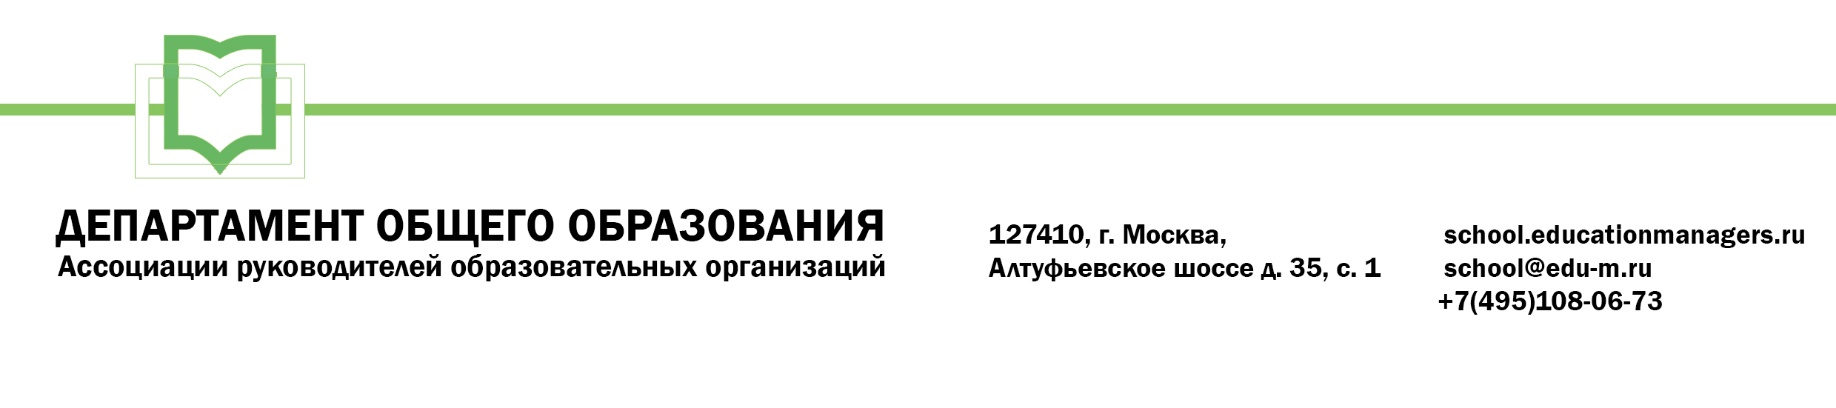 ДЕПАРТАМЕНТ ОБЩЕГО ОБРАЗОВАНИЯ
Ассоциации руководителей образовательных организаций
127410, г. Москва,
Алтуфьевское шоссе д. 35, с. 1
school.educationmanagers.ru
school@edu-m.ru
+7(495)108-06-73